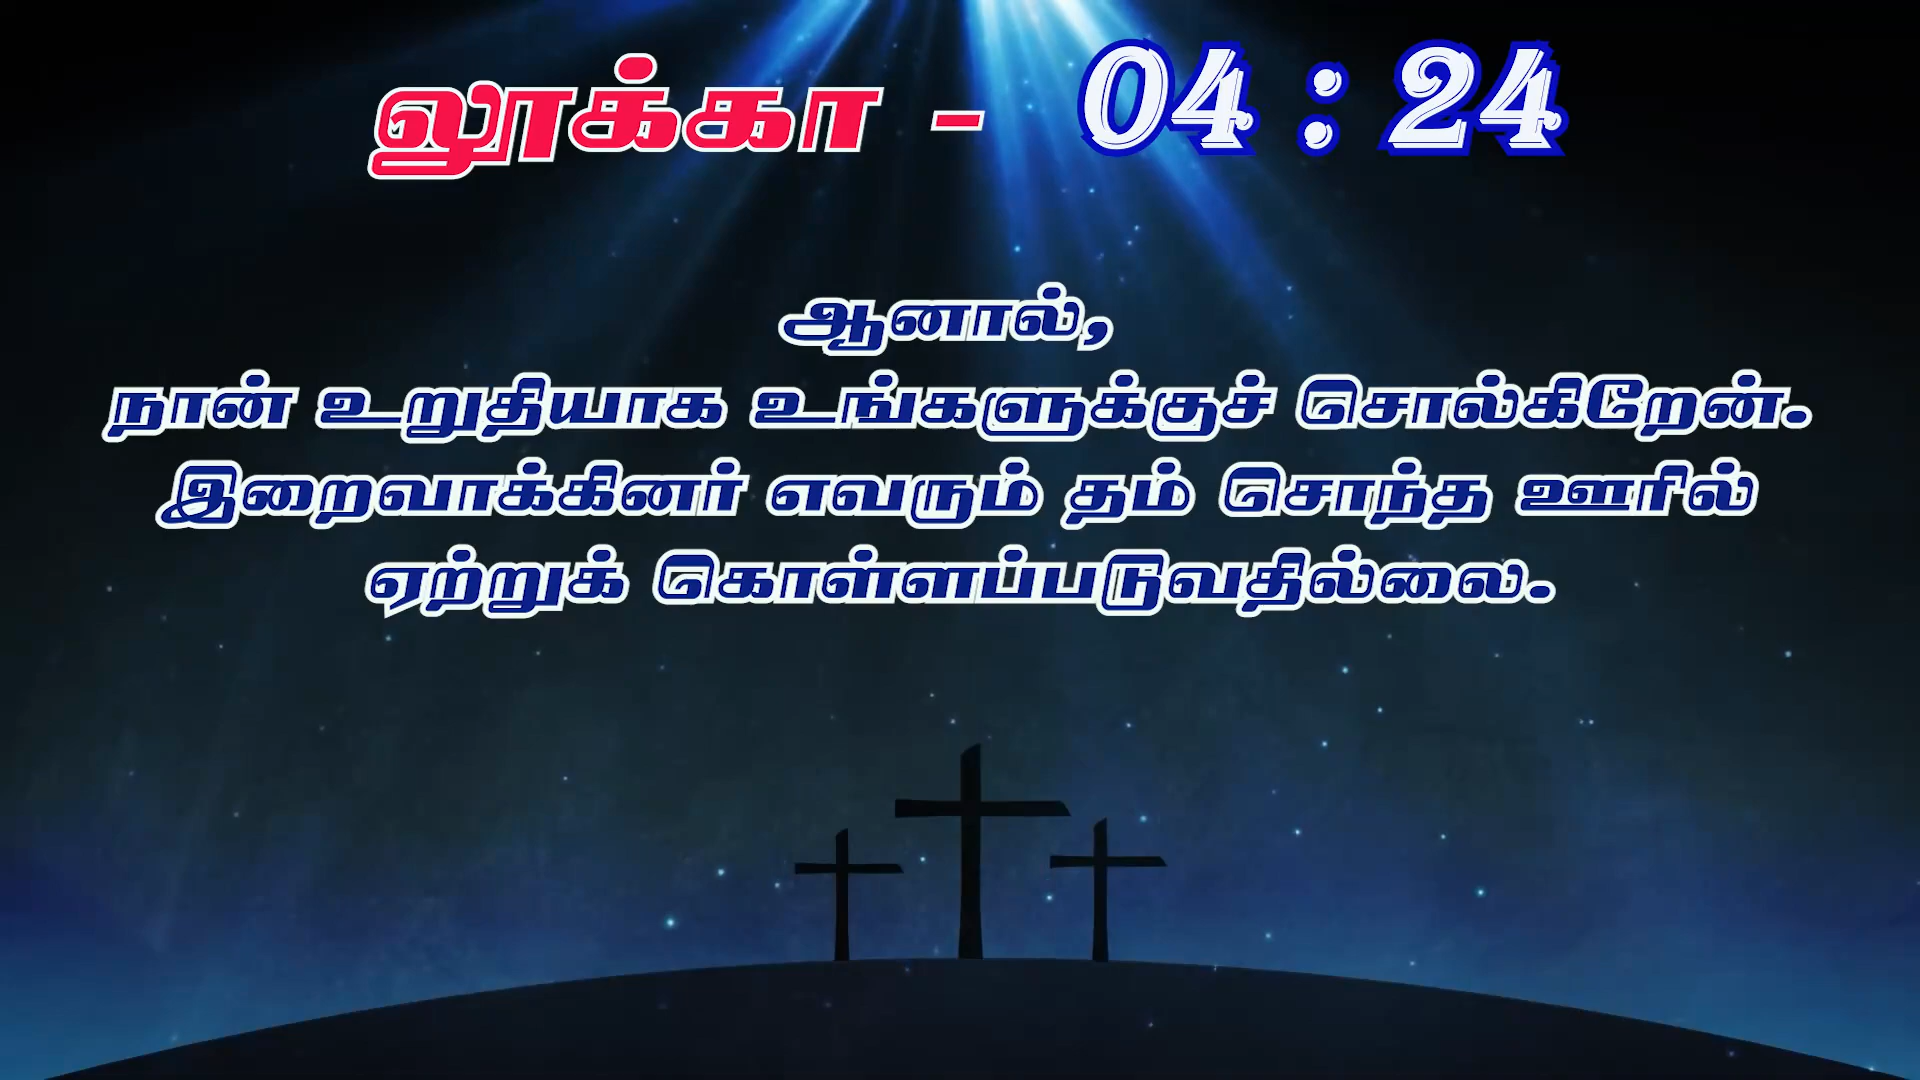 லூக்கா - 04 : 24
ஆனால்,
நான் உறுதியாக உங்களுக்குச் சொல்கிறேன்.
இறைவாக்கினர் எவரும் தம் சொந்த ஊரில்
ஏற்றுக் கொள்ளப்படுவதில்லை.